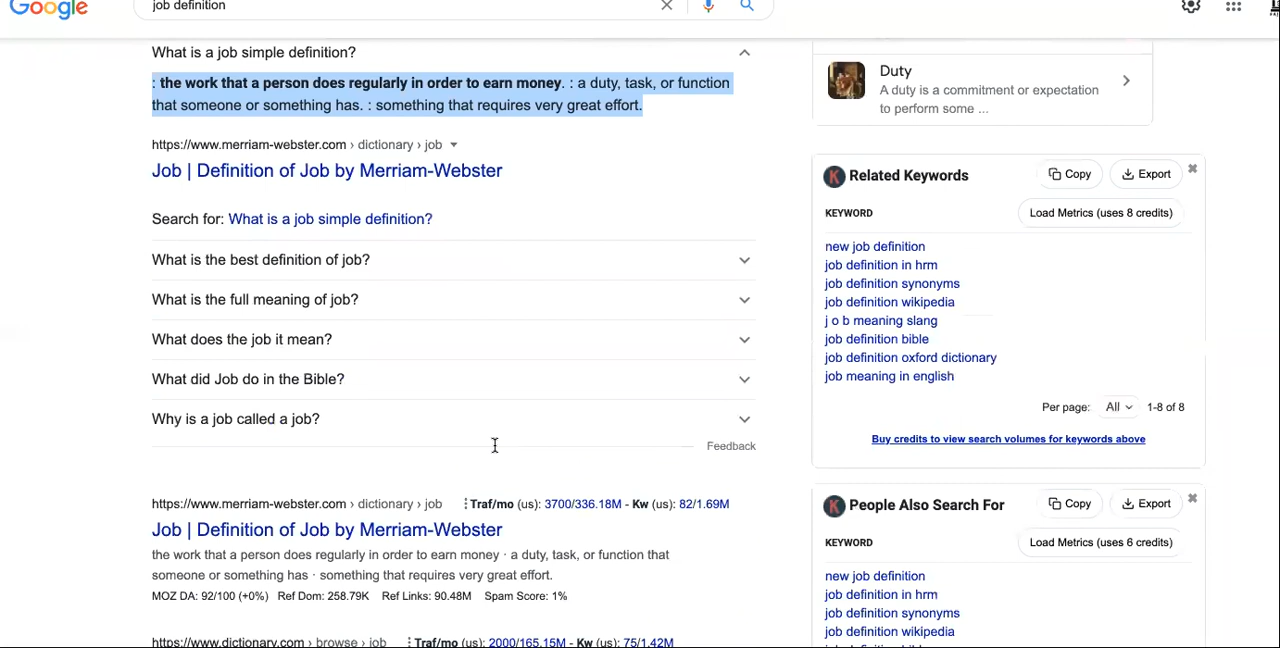 Google
job definition
What is a job simple definition?
: the work that a person does regularly in order to earn money. : a duty, task, or function
that someone or something has. : something that requires very great effort.
https://www.merriam-webster.com › dictionary › job
Job | Definition of Job by Merriam-Webster
Search for: What is a job simple definition?
What is the best definition of job?
What is the full meaning of job?
What does the job it mean?
What did Job do in the Bible?
Why is a job called a job?
Feedback
https://www.merriam-webster.com › dictionary › job Traf/mo (us): 3700/336.18M - Kw (us): 82/1.69M
Job | Definition of Job by Merriam-Webster
the work that a person does regularly in order to earn money · a duty, task, or function that
someone or something has · something that requires very great effort.
MOZ DA: 92/100 (+0%) Ref Dom: 258.79K Ref Links: 90.48M Spam Score: 1%
https://www.dictionary.com › browse › job Traf/mo (us): 2000/165.15M - Kw (us): 75/1.42M
Duty
A duty is a commitment or expectation
to perform some ...
K Related Keywords Copy Export
KEYWORD Load Metrics (uses 8 credits)
new job definition
job definition in hrm
job definition synonyms
job definition wikipedia
j o b meaning slang
job definition bible
job definition oxford dictionary
job meaning in english
Per page: All 1-8 of 8
Buy credits to view search volumes for keywords above
K People Also Search For Copy Export
KEYWORD Load Metrics (uses 6 credits)
new job definition
job definition in hrm
job definition synonyms
job definition wikipedia